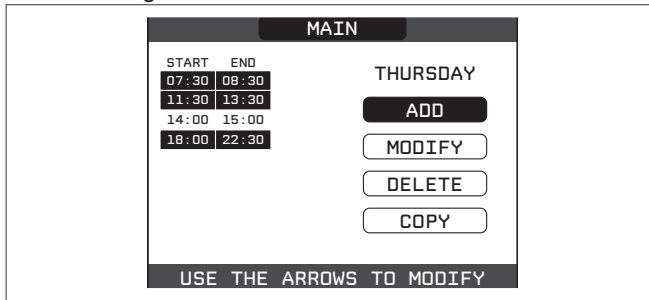 MAIN
START END
07:30 08:30
11:30 13:30
14:00 15:00
18:00 22:30
THURSDAY
ADD
MODIFY
DELETE
COPY
USE THE ARROWS TO MODIFY